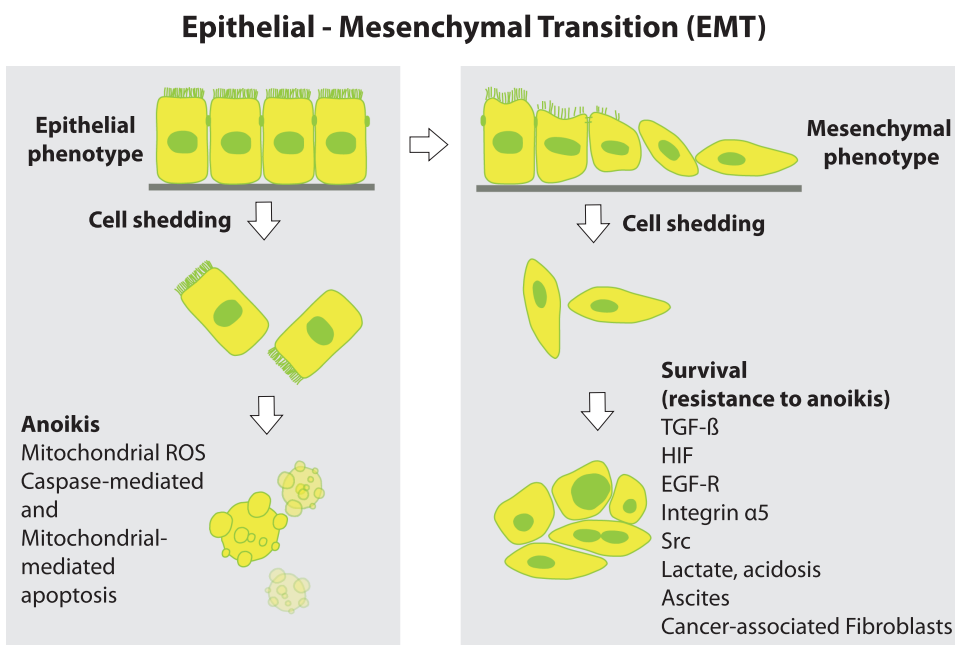 Epithelial - Mesenchymal Transition (EMT)
Epithelial
phenotype
Cell shedding
Anoikis
Mitochondrial ROS
Caspase-mediated
and
Mitochondrial-
mediated
apoptosis
Mesenchymal
phenotype
Cell shedding
Survival
(resistance to anoikis)
TGF-ß
HIF
EGF-R
Integrin α5
Src
Lactate, acidosis
Ascites
Cancer-associated Fibroblasts